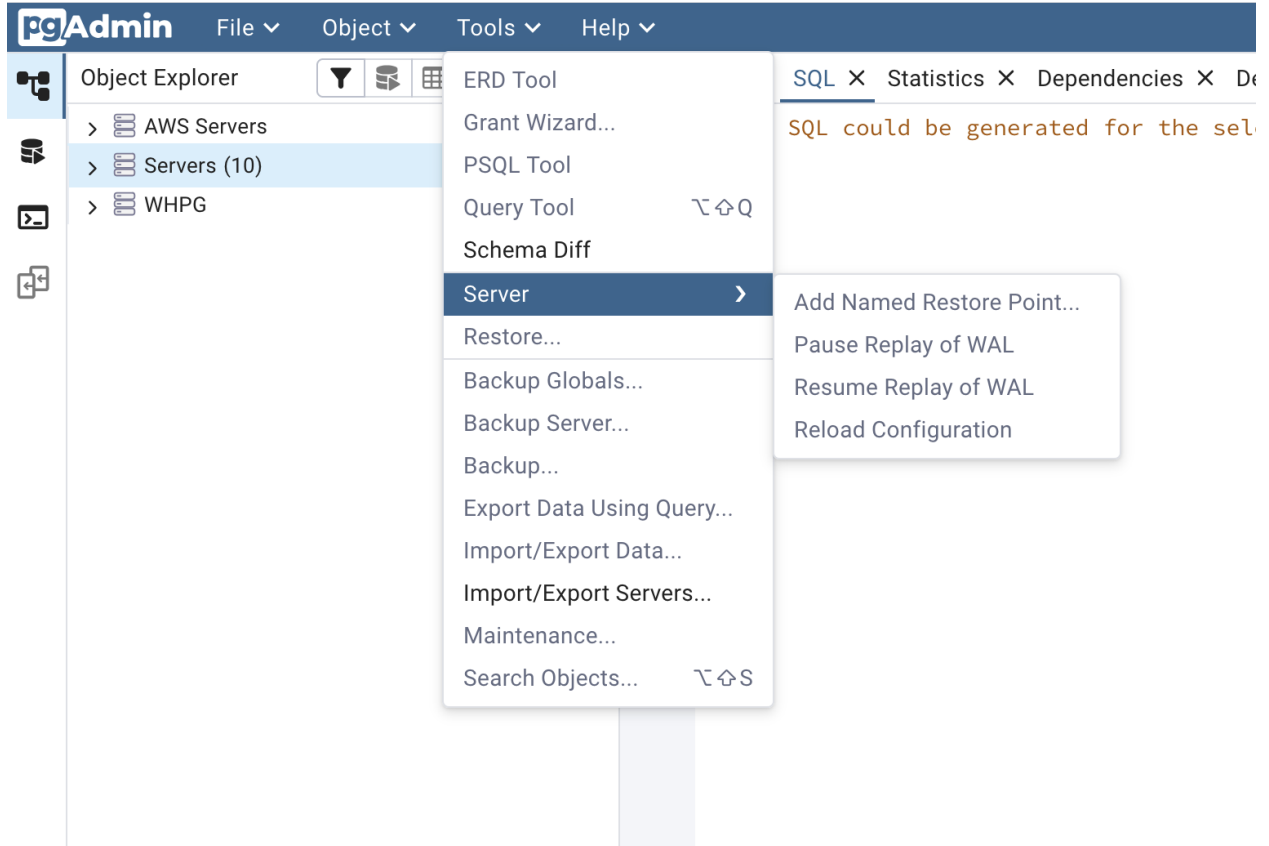 pgAdmin File Object Tools Help
Object Explorer
AWS Servers
Servers (10)
WHPG
ERD Tool
Grant Wizard...
PSQL Tool
Query Tool ⌥⇧Q
Schema Diff
Server
Restore...
Backup Globals...
Backup Server...
Backup...
Export Data Using Query...
Import/Export Data...
Import/Export Servers...
Maintenance...
Search Objects... ⌥⇧S
Add Named Restore Point...
Pause Replay of WAL
Resume Replay of WAL
Reload Configuration
SQL Statistics Dependencies
SQL could be generated for the